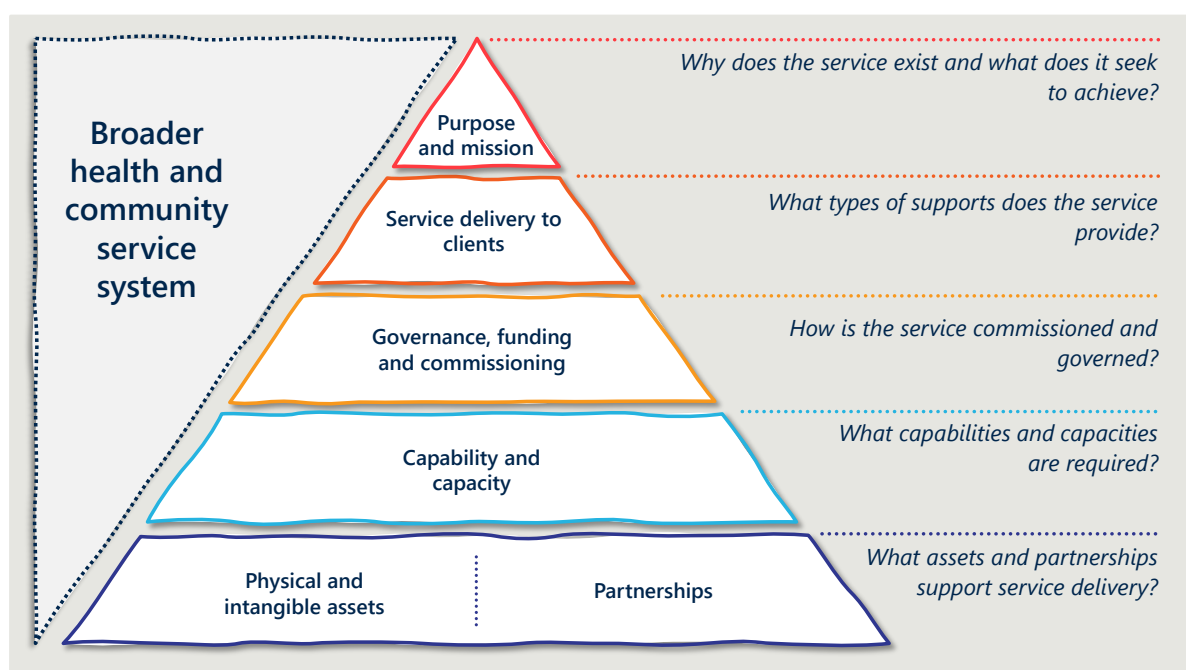 Broader
health and
community
service
system
Purpose
and mission
Why does the service exist and what does it seek
to achieve?
Service delivery to
clients
What types of supports does the service
provide?
Governance, funding
and commissioning
How is the service commissioned and
governed?
Capability and
capacity
What capabilities and capacities
are required?
Physical and
intangible assets
Partnerships
What assets and partnerships
support service delivery?